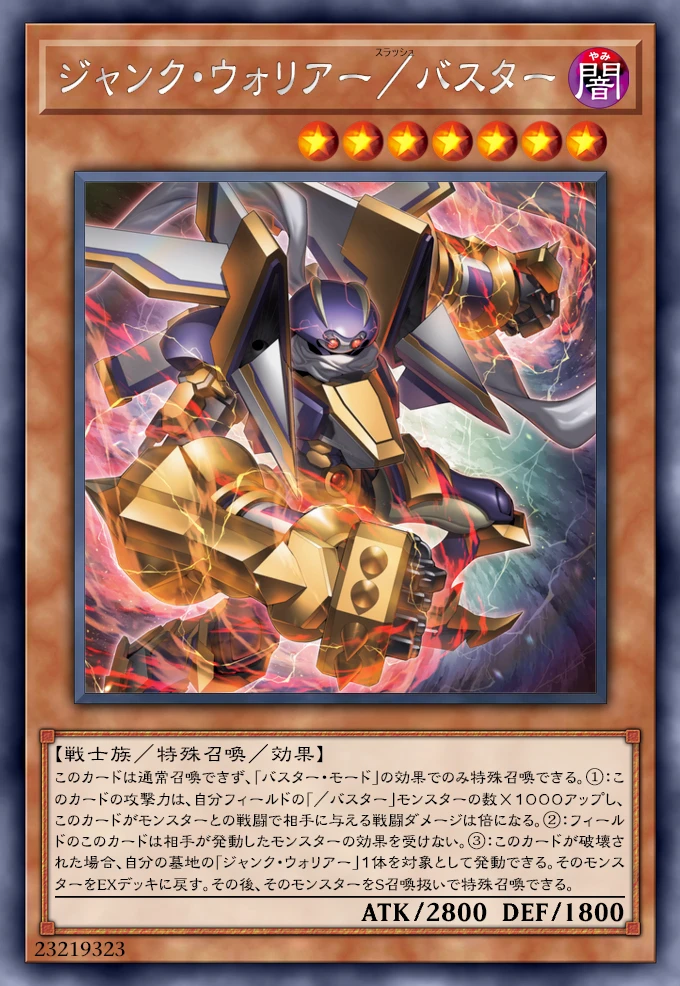 スラッシュ
ジャンク・ウォリアー／バスター
やみ
闇
【戦士族／特殊召喚／効果】
このカードは通常召喚できず、「バスター・モード」の効果でのみ特殊召喚できる。①：こ
のカードの攻撃力は、自分フィールドの「／バスター」モンスターの数×1000アップし、
このカードがモンスターとの戦闘で相手に与える戦闘ダメージは倍になる。②：フィール
ドのこのカードは相手が発動したモンスターの効果を受けない。③：このカードが破壊さ
れた場合、自分の墓地の「ジャンク・ウォリアー」1体を対象として発動できる。そのモンス
ターをEXデッキに戻す。その後、そのモンスターをS召喚扱いで特殊召喚できる。
ATK/2800 DEF/1800
23219323